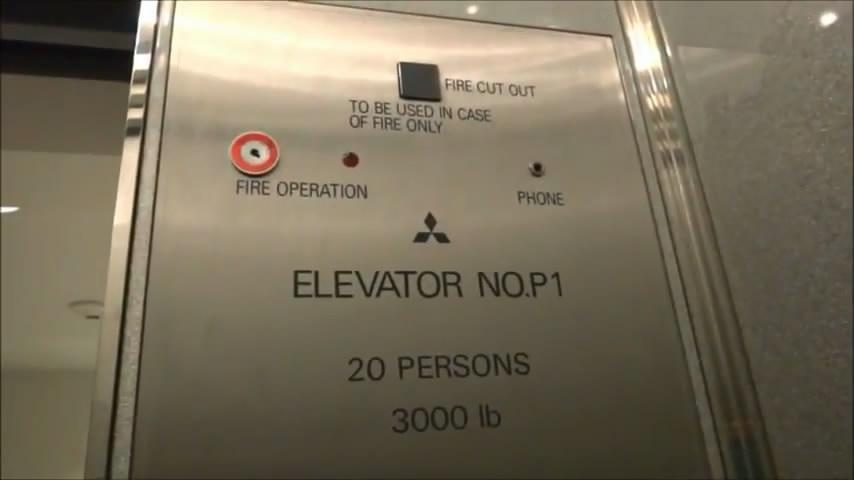 FIRE CUT OUT
TO BE USED IN CASE
OF FIRE ONLY
FIRE OPERATION
PHONE
ELEVATOR NO.P1
20 PERSONS
3000 lb